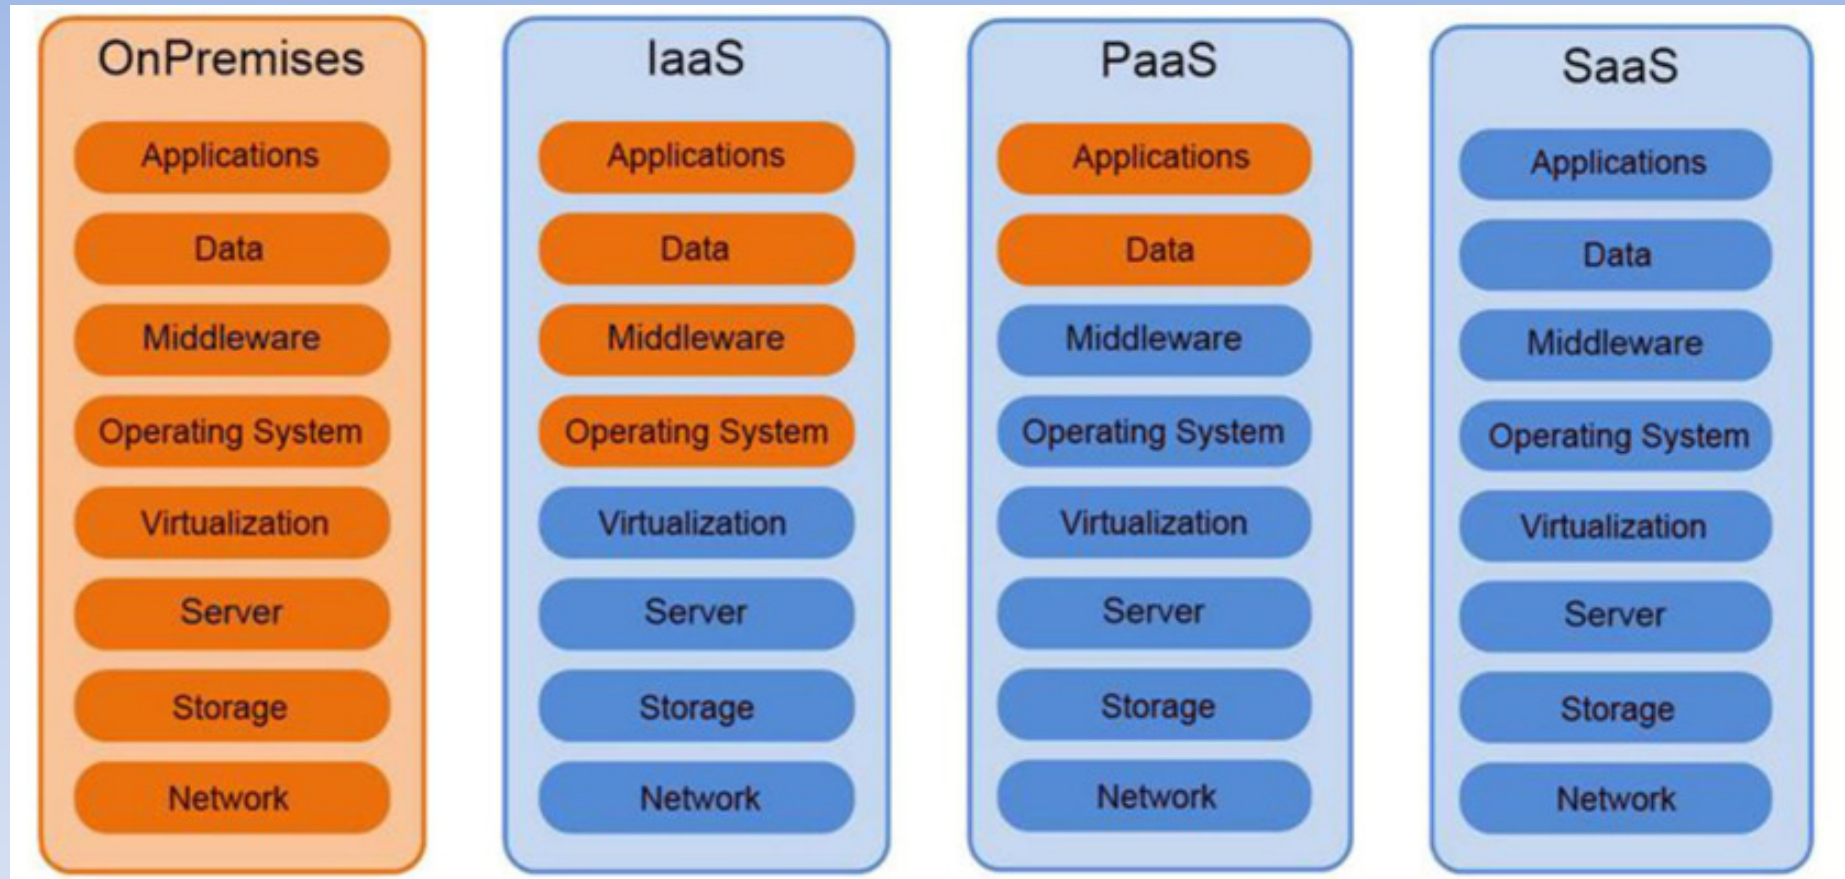 OnPremises
Applications
Data
Middleware
Operating System
Virtualization
Server
Storage
Network
IaaS
Applications
Data
Middleware
Operating System
Virtualization
Server
Storage
Network
PaaS
Applications
Data
Middleware
Operating System
Virtualization
Server
Storage
Network
SaaS
Applications
Data
Middleware
Operating System
Virtualization
Server
Storage
Network